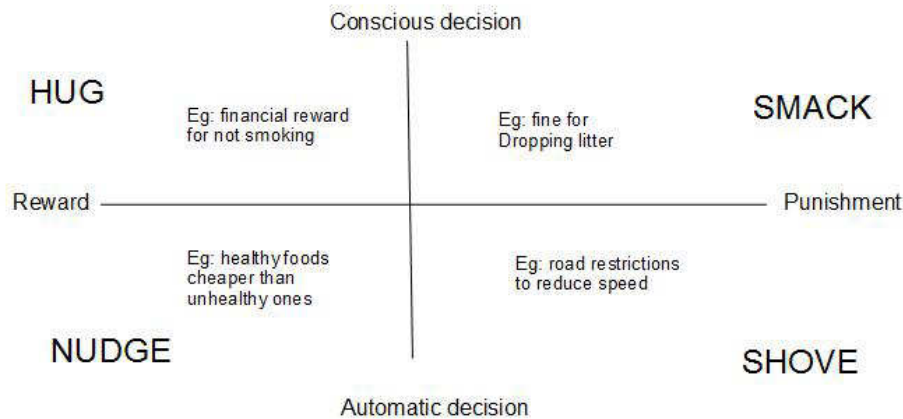 Conscious decision
HUG
Eg: financial reward
for not smoking
Eg: fine for
Dropping litter
SMACK
Reward
Punishment
Eg: healthy foods
cheaper than
unhealthy ones
Eg: road restrictions
to reduce speed
NUDGE
SHOVE
Automatic decision